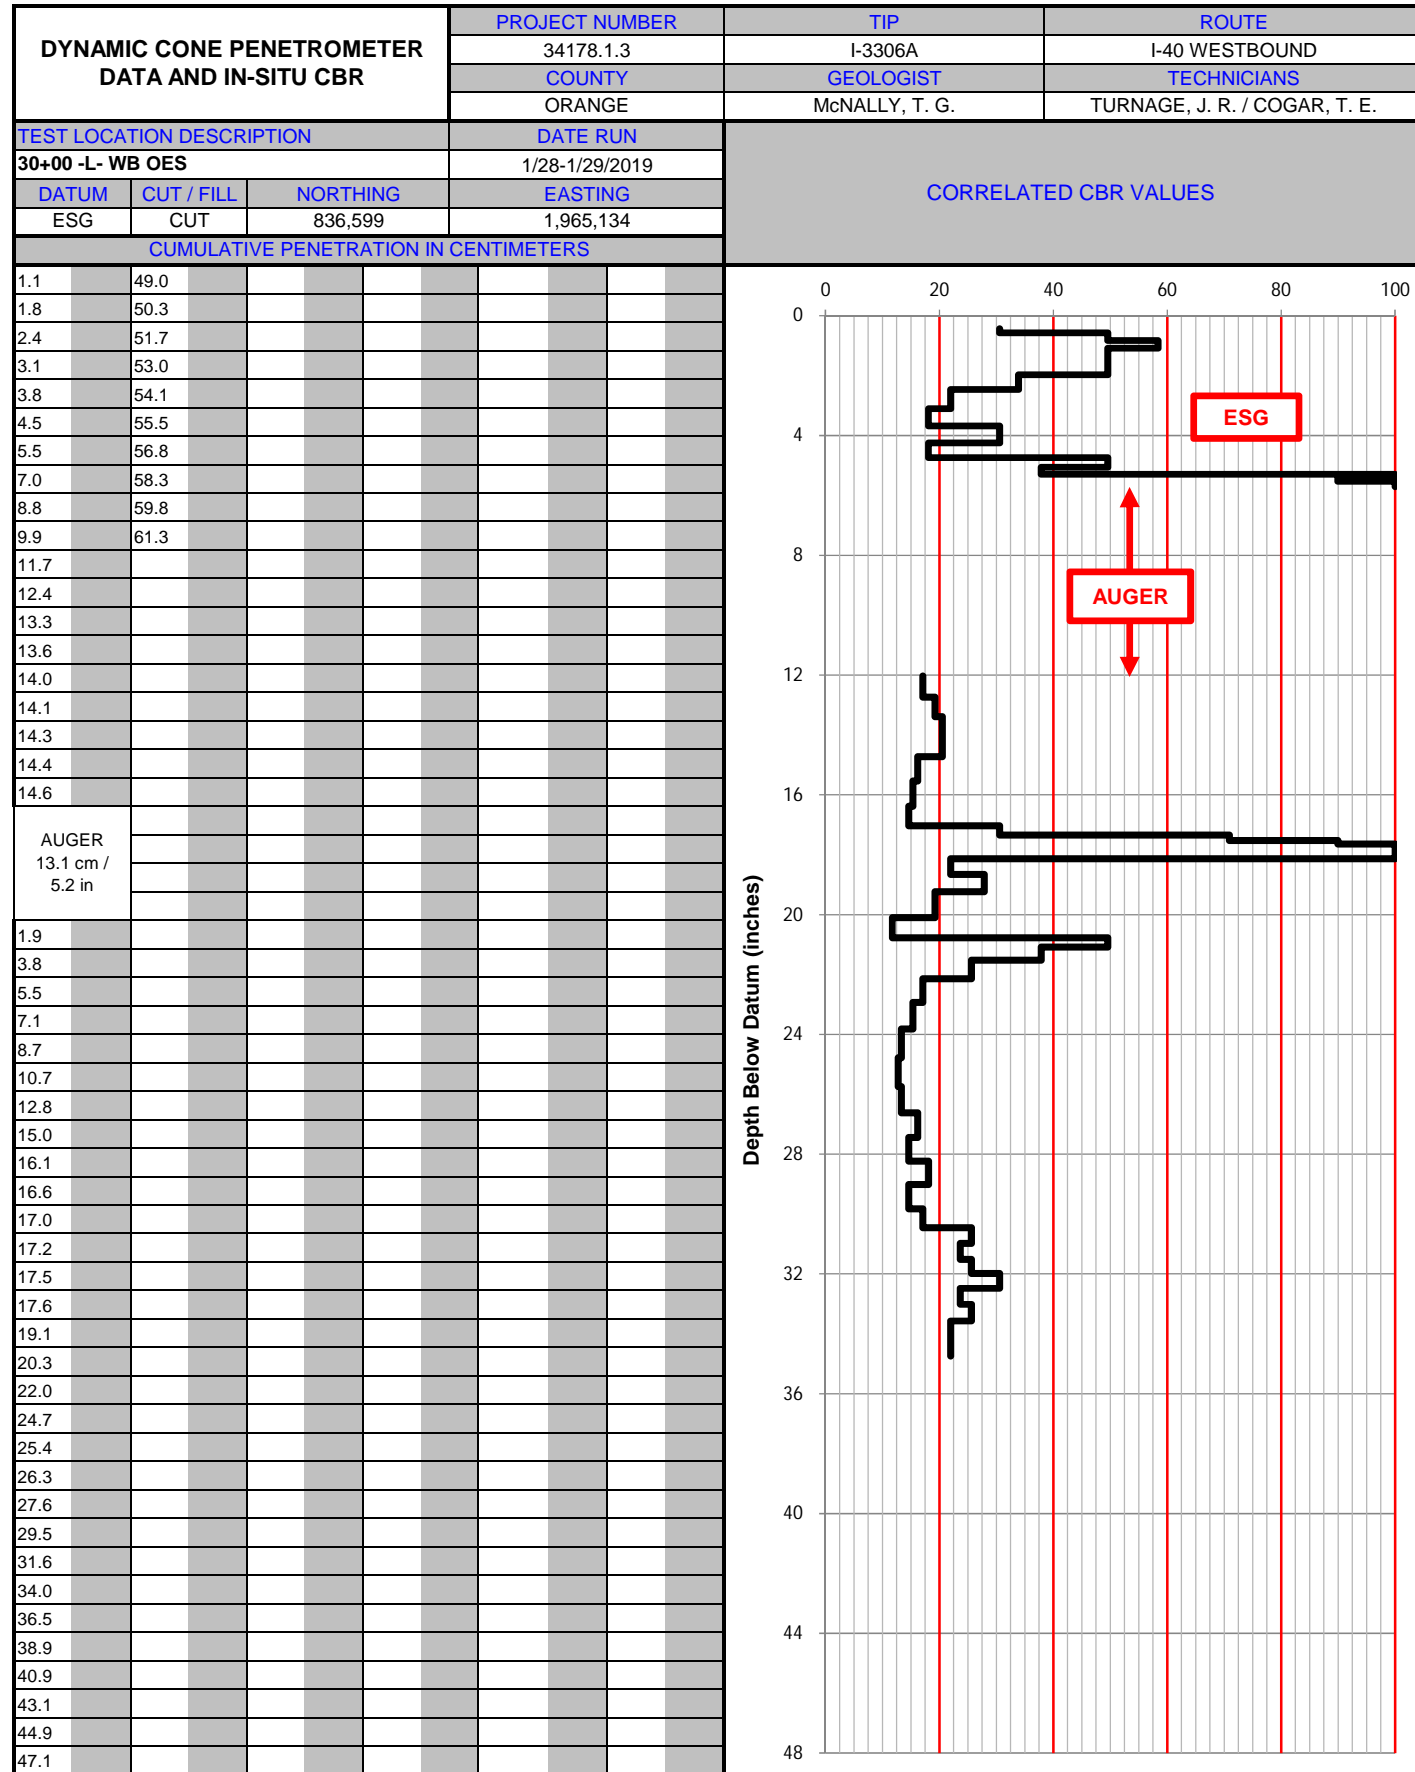 DYNAMIC CONE PENETROMETER
DATA AND IN-SITU CBR
PROJECT NUMBER
TIP
ROUTE
34178.1.3
I-3306A
I-40 WESTBOUND
COUNTY
GEOLOGIST
TECHNICIANS
ORANGE
McNALLY, T. G.
TURNAGE, J. R. / COGAR, T. E.
TEST LOCATION DESCRIPTION
DATE RUN
30+00 -L- WB OES
1/28-1/29/2019
DATUM
CUT / FILL
NORTHING
EASTING
ESG
CUT
836,599
1,965,134
CUMULATIVE PENETRATION IN CENTIMETERS
CORRELATED CBR VALUES
1.1 49.0
1.8 50.3
2.4 51.7
3.1 53.0
3.8 54.1
4.5 55.5
5.5 56.8
7.0 58.3
8.8 59.8
9.9 61.3
11.7
12.4
13.3
13.6
14.0
14.1
14.3
14.4
14.6
AUGER
13.1 cm /
5.2 in
1.9
3.8
5.5
7.1
8.7
10.7
12.8
15.0
16.1
16.6
17.0
17.2
17.5
17.6
19.1
20.3
22.0
24.7
25.4
26.3
27.6
29.5
31.6
34.0
36.5
38.9
40.9
43.1
44.9
47.1
0 20 40 60 80 100
0
4
8
12
16
20
24
28
32
36
40
44
48
Depth Below Datum (inches)
ESG
AUGER